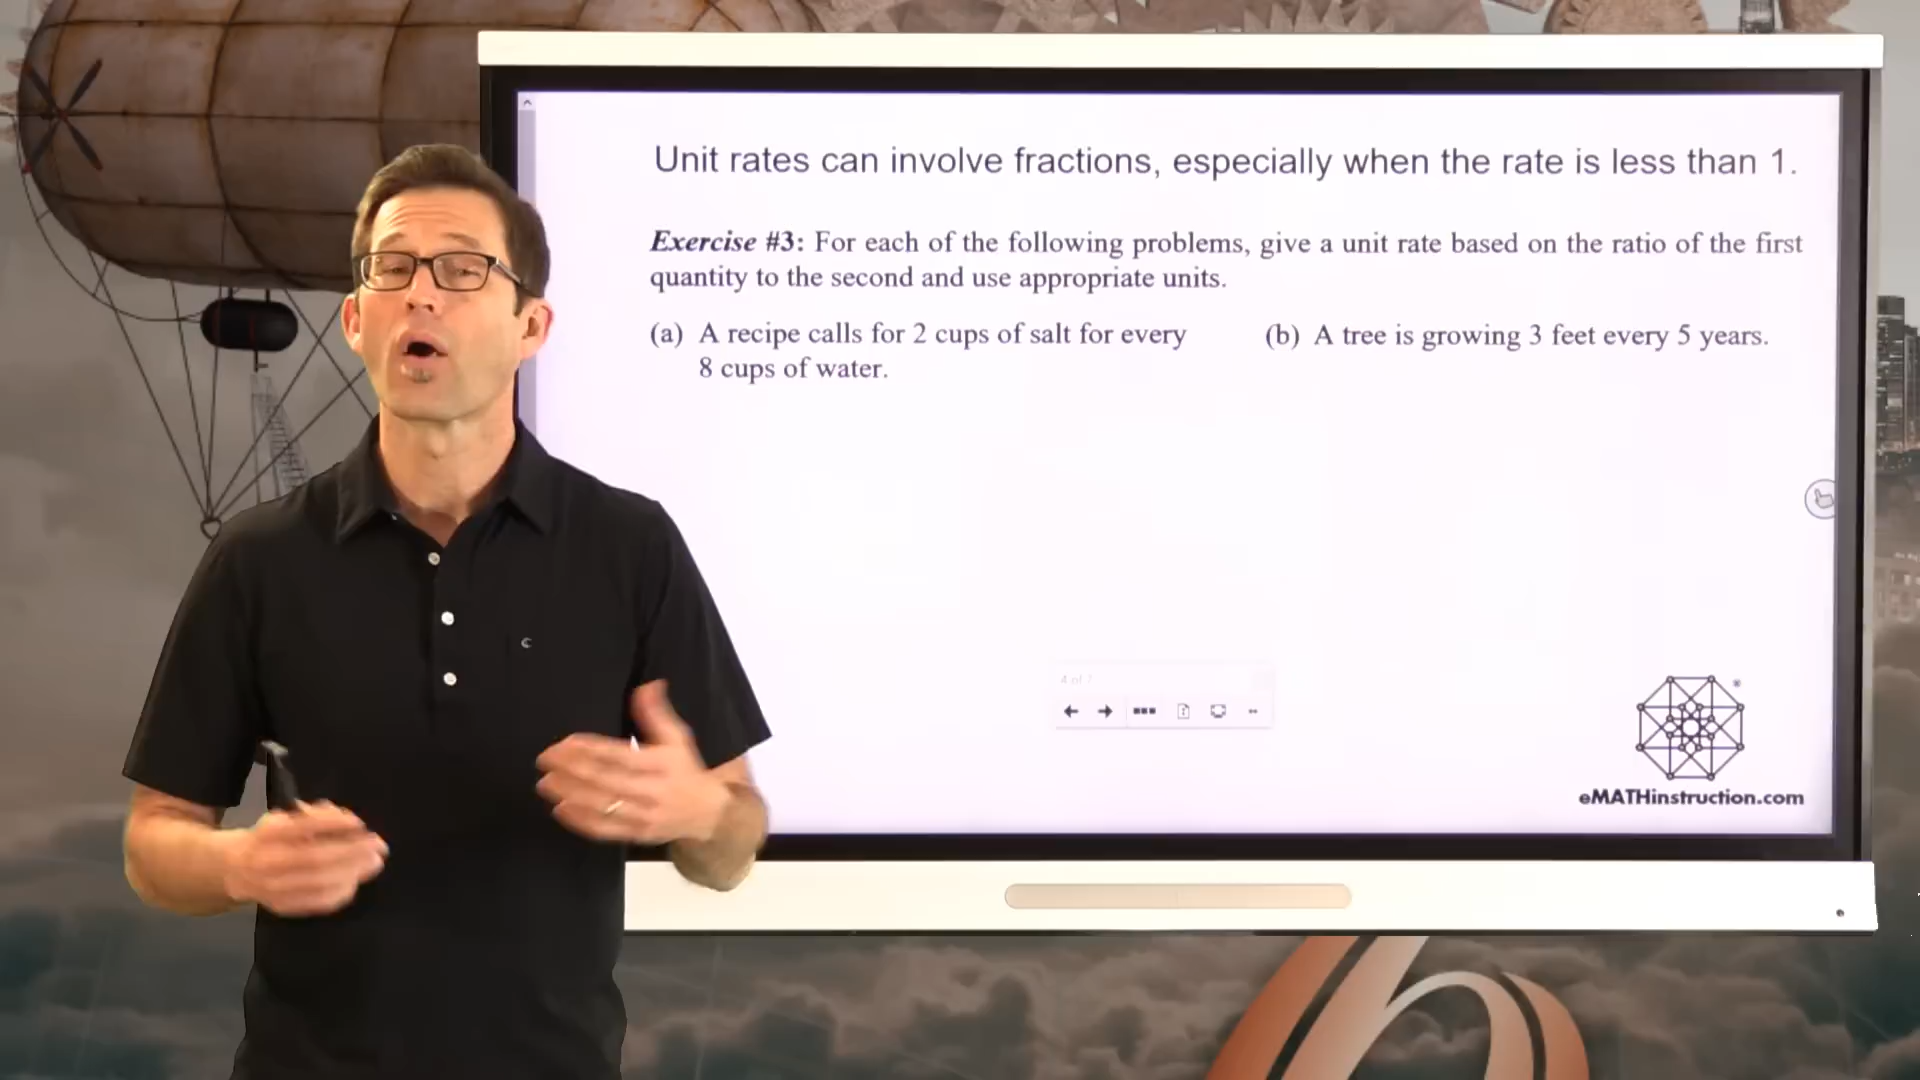 Unit rates can involve fractions, especially when the rate is less than 1.
Exercise #3: For each of the following problems, give a unit rate based on the ratio of the first
quantity to the second and use appropriate units.
(a) A recipe calls for 2 cups of salt for every
8 cups of water.
(b) A tree is growing 3 feet every 5 years.
4 of 7
eMATHinstruction.com